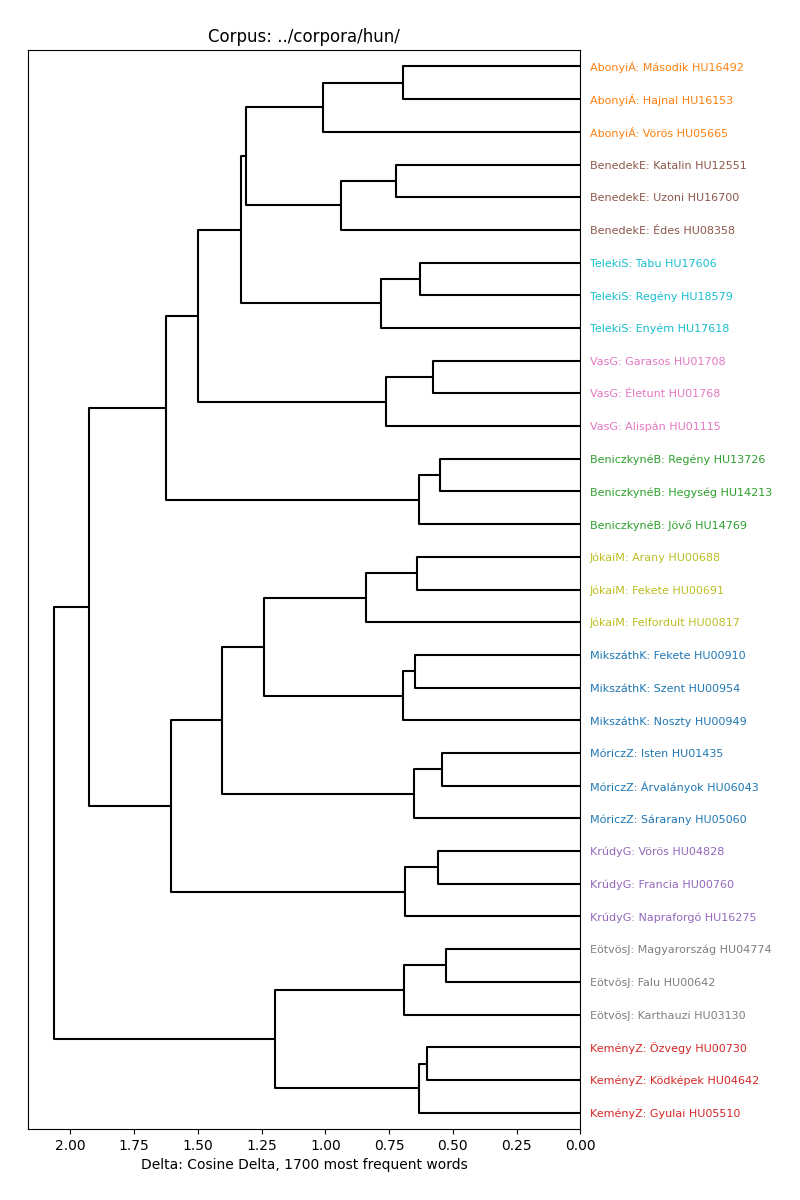 Corpus: ../corpora/hun/
AbonyiÁ: Második HU16492
AbonyiÁ: Hajnal HU16153
AbonyiÁ: Vörös HU05665
BenedekE: Katalin HU12551
BenedekE: Uzoni HU16700
BenedekE: Édes HU08358
TelekiS: Tabu HU17606
TelekiS: Regény HU18579
TelekiS: Enyém HU17618
VasG: Garasos HU01708
VasG: Életunt HU01768
VasG: Alispán HU01115
BeniczkynéB: Regény HU13726
BeniczkynéB: Hegység HU14213
BeniczkynéB: Jövő HU14769
JókaiM: Arany HU00688
JókaiM: Fekete HU00691
JókaiM: Felfordult HU00817
MikszáthK: Fekete HU00910
MikszáthK: Szent HU00954
MikszáthK: Noszty HU00949
MóriczZ: Isten HU01435
MóriczZ: Árvalányok HU06043
MóriczZ: Sárarany HU05060
KrúdyG: Vörös HU04828
KrúdyG: Francia HU00760
KrúdyG: Napraforgó HU16275
EötvösJ: Magyarország HU04774
EötvösJ: Falu HU00642
EötvösJ: Karthauzi HU03130
KeményZ: Özvegy HU00730
KeményZ: Ködképek HU04642
KeményZ: Gyulai HU05510
2.00 1.75 1.50 1.25 1.00 0.75 0.50 0.25 0.00
Delta: Cosine Delta, 1700 most frequent words